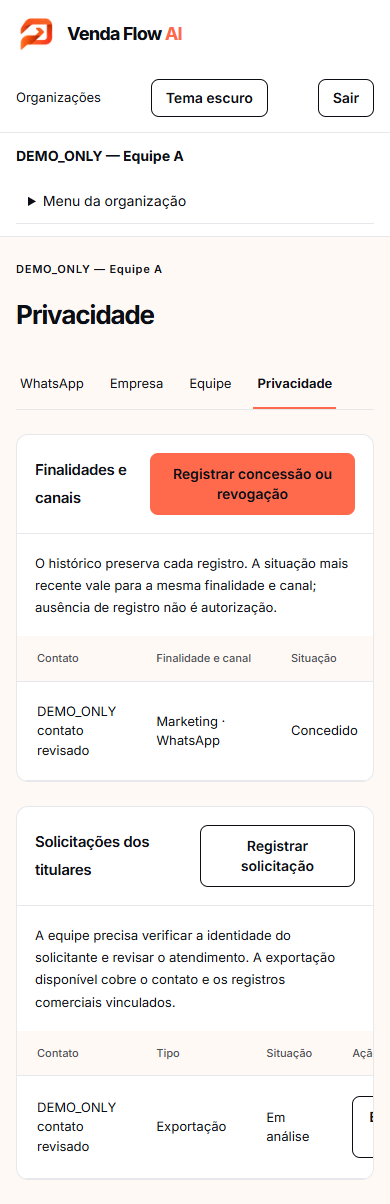 Venda Flow AI
Organizações
Tema escuro
Sair
DEMO_ONLY — Equipe A
Menu da organização
DEMO_ONLY — Equipe A
Privacidade
WhatsApp
Empresa
Equipe
Privacidade
Finalidades e
canais
Registrar concessão ou
revogação
O histórico preserva cada registro. A situação mais
recente vale para a mesma finalidade e canal;
ausência de registro não é autorização.
Contato
Finalidade e canal
Situação
DEMO_ONLY
contato
revisado
Marketing ·
WhatsApp
Concedido
Solicitações dos
titulares
Registrar
solicitação
A equipe precisa verificar a identidade do
solicitante e revisar o atendimento. A exportação
disponível cobre o contato e os registros
comerciais vinculados.
Contato
Tipo
Situação
DEMO_ONLY
contato
revisado
Exportação
Em
análise